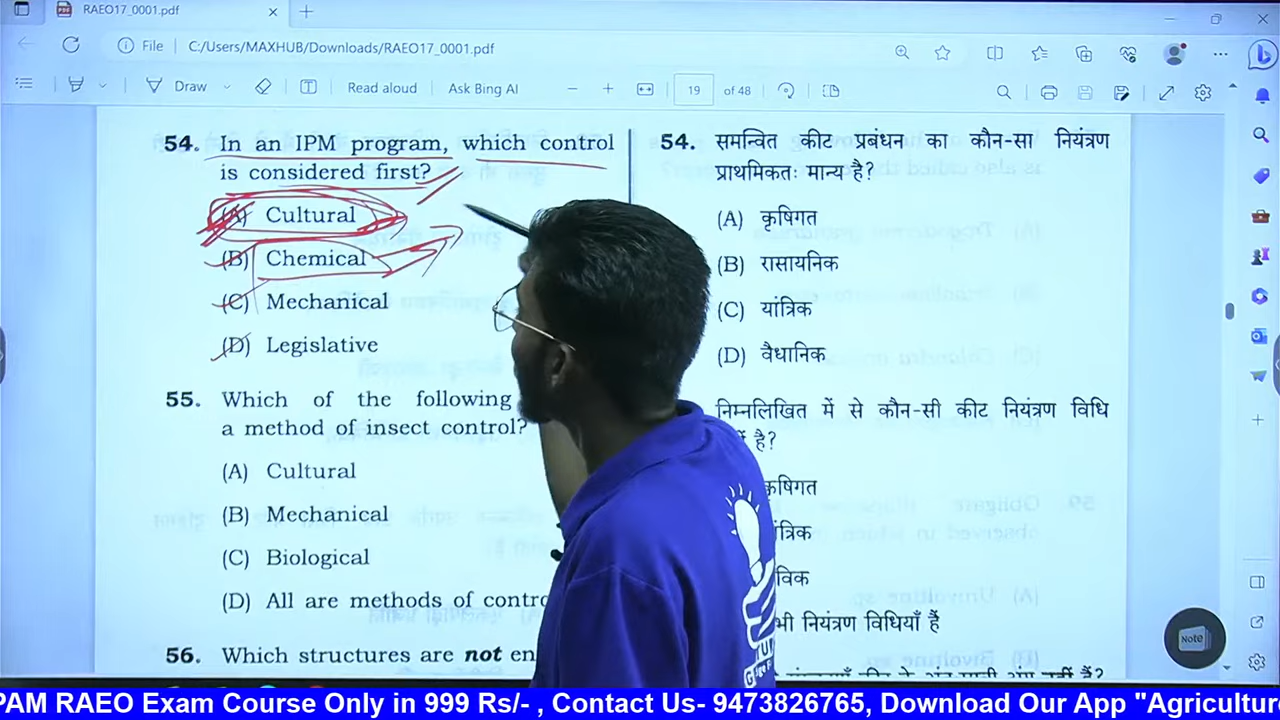 RAEO17_0001.pdf
File
C:/Users/MAXHUB/Downloads/RAEO17_0001.pdf
Draw
Read aloud
Ask Bing AI
19
of 48
54. In an IPM program, which control
is considered first?
(A) Cultural
(B) Chemical
(C) Mechanical
(D) Legislative
55. Which of the following
a method of insect control?
(A) Cultural
(B) Mechanical
(C) Biological
(D) All are methods of contro
56. Which structures are not en
54. समन्वित कीट प्रबंधन का कौन-सा नियंत्रण
प्राथमिकतः मान्य है?
(A) कृषिगत
(B) रासायनिक
(C) यांत्रिक
(D) वैधानिक
निम्नलिखित में से कौन-सी कीट नियंत्रण विधि
है?
कृषिगत
नियंत्रण विधियाँ हैं
Note
PAM RAEO Exam Course Only in 999 Rs/- , Contact Us- 9473826765, Download Our App "Agricultur